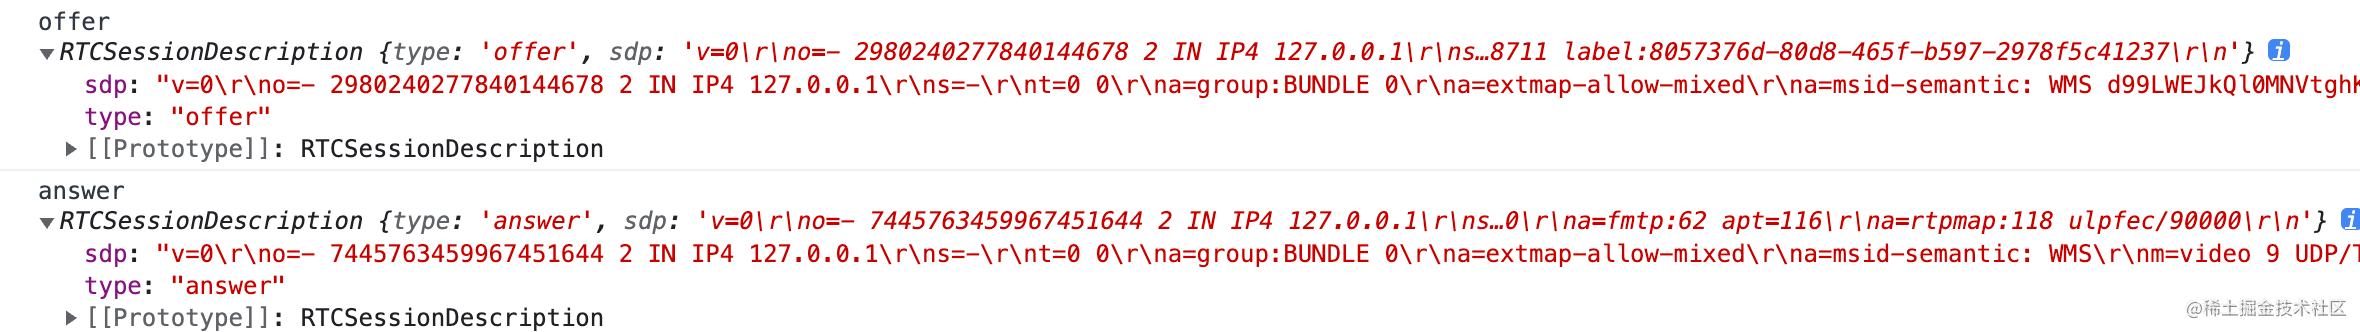 offer
▼RTCSessionDescription {type: 'offer', sdp: 'v=0\r\no=- 2980240277840144678 2 IN IP4 127.0.0.1\r\ns…8711 label:8057376d-80d8-465f-b597-2978f5c41237\r\n'} i
sdp: "v=0\r\no=- 2980240277840144678 2 IN IP4 127.0.0.1\r\ns=-\r\nt=0 0\r\na=group:BUNDLE 0\r\na=extmap-allow-mixed\r\na=msid-semantic: WMS d99LWEJkQl0MNVtghK
type: "offer"
▶[[Prototype]]: RTCSessionDescription
answer
▼RTCSessionDescription {type: 'answer', sdp: 'v=0\r\no=- 7445763459967451644 2 IN IP4 127.0.0.1\r\ns…0\r\na=fmtp:62 apt=116\r\na=rtpmap:118 ulpfec/90000\r\n'} i
sdp: "v=0\r\no=- 7445763459967451644 2 IN IP4 127.0.0.1\r\ns=-\r\nt=0 0\r\na=group:BUNDLE 0\r\na=extmap-allow-mixed\r\na=msid-semantic: WMS\r\nm=video 9 UDP/T
type: "answer"
▶[[Prototype]]: RTCSessionDescription
@稀土掘金技术社区